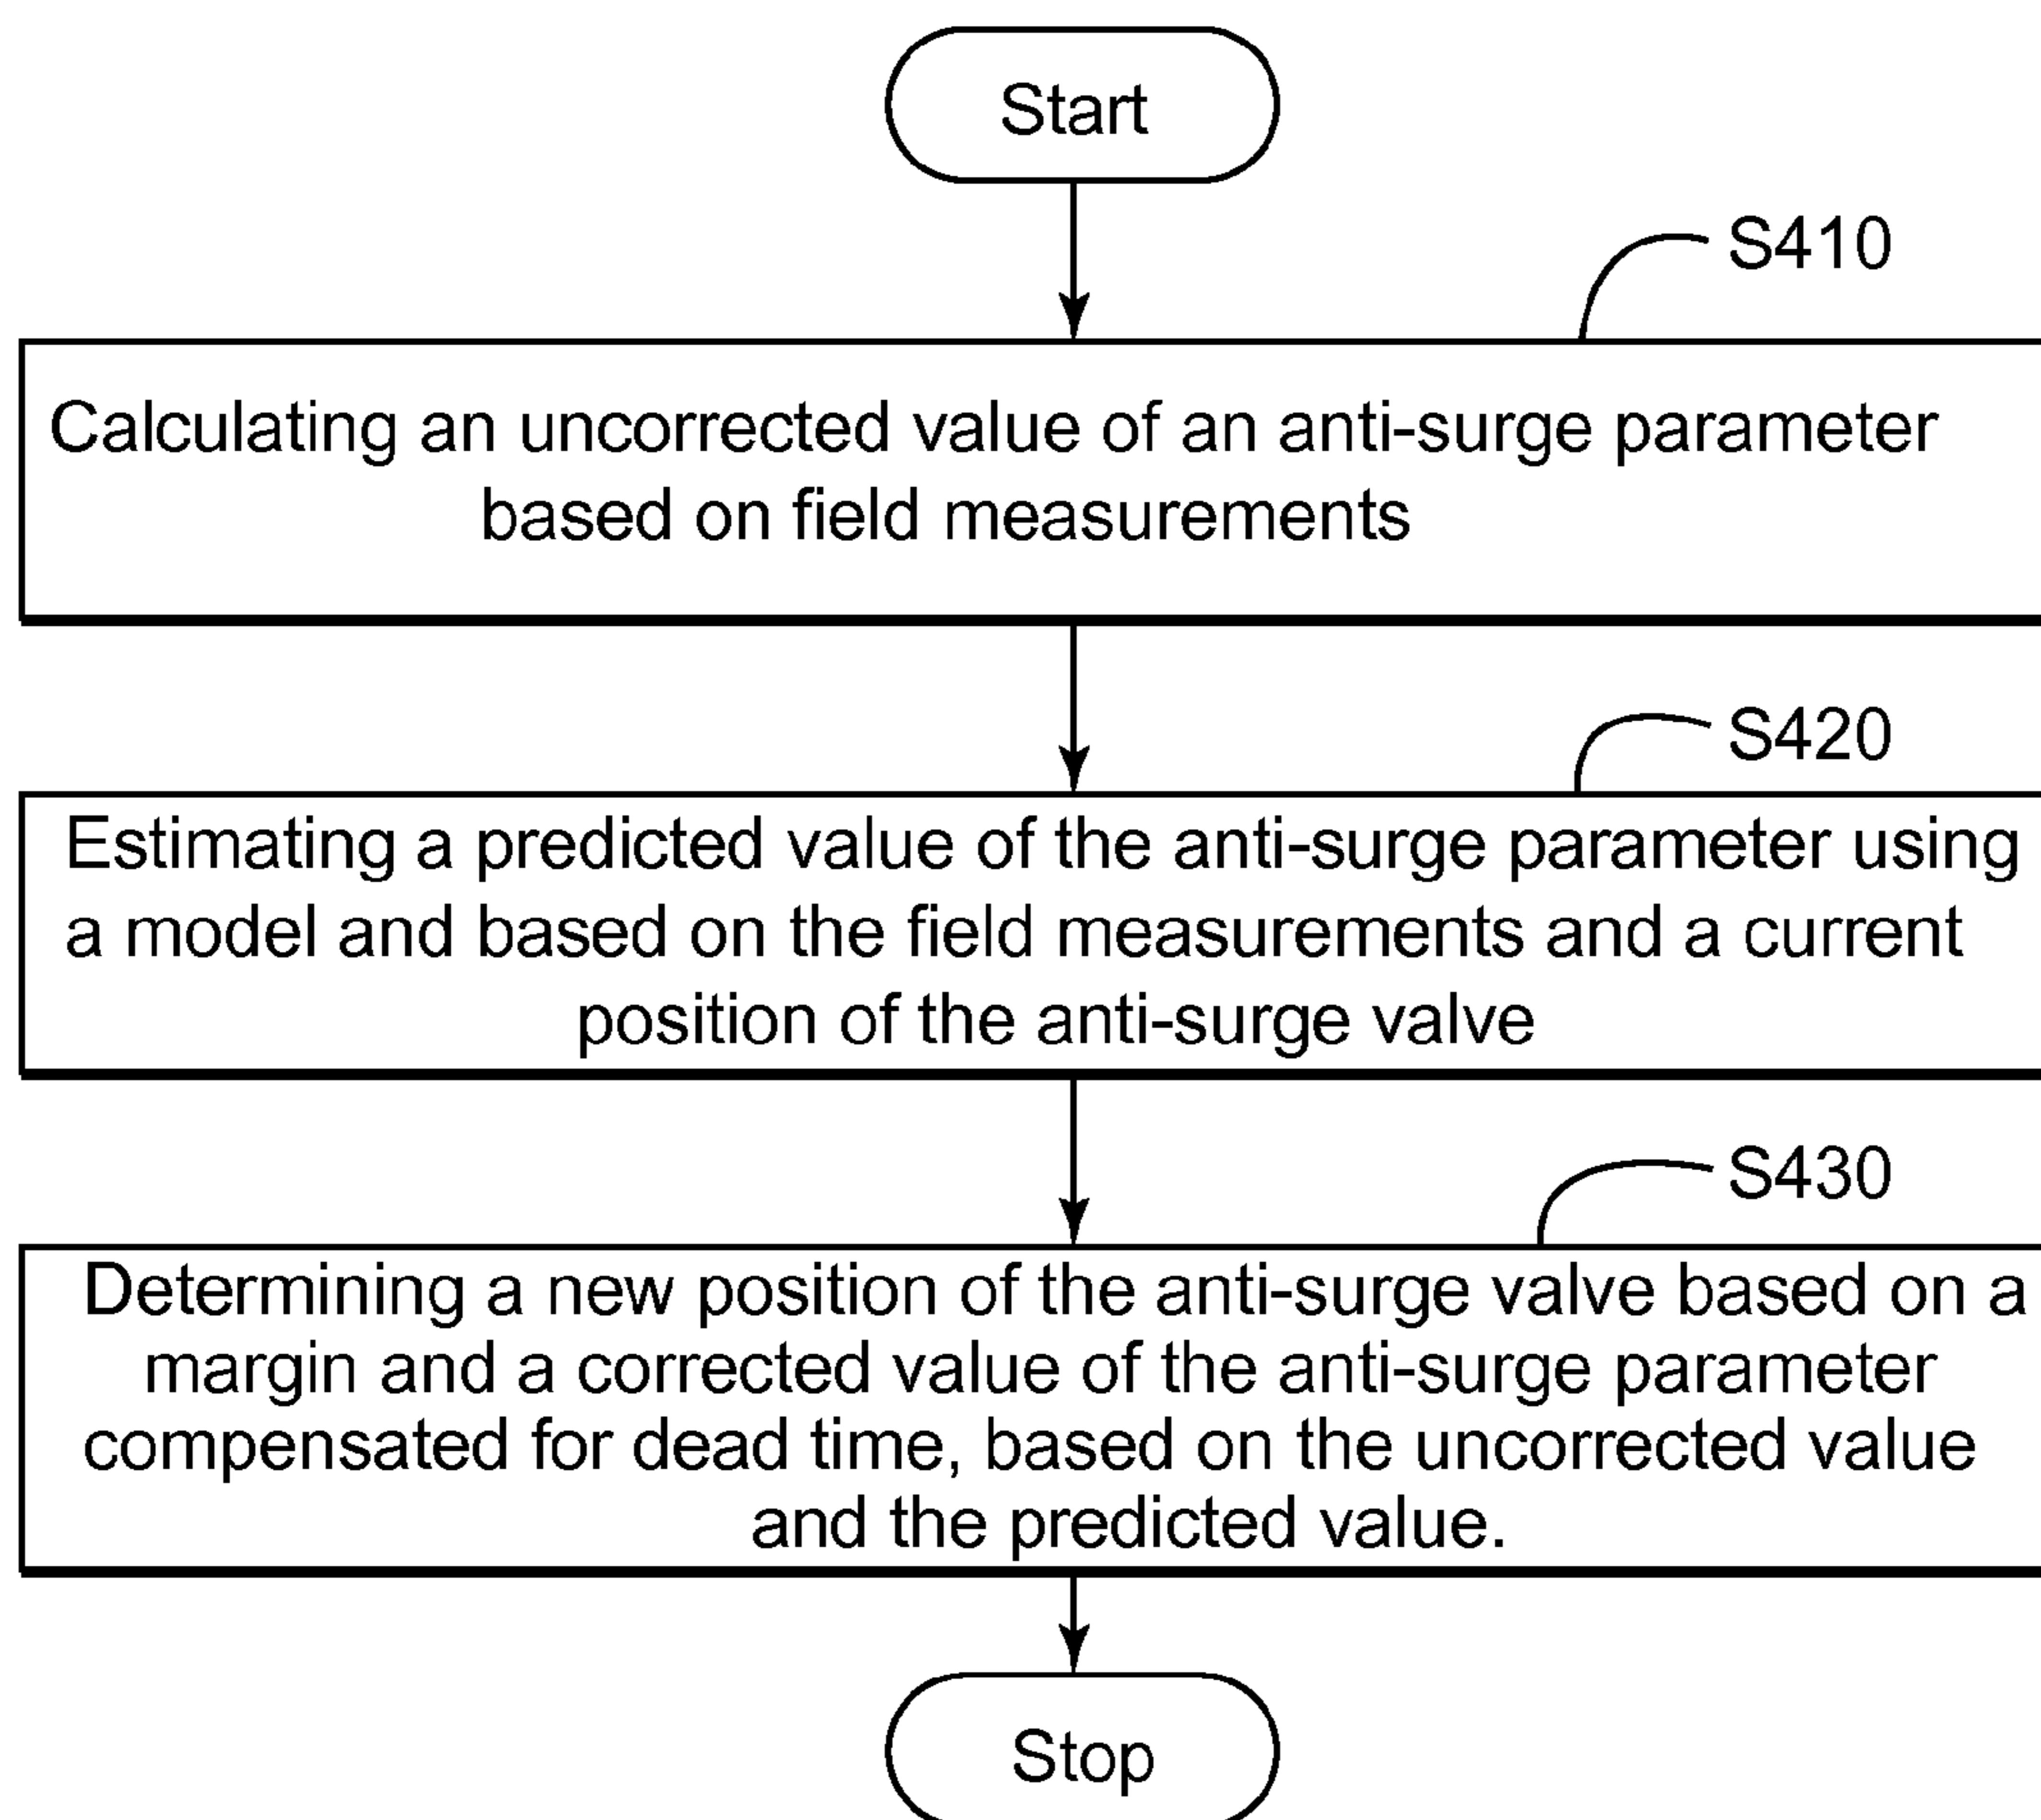 Start
S410
Calculating an uncorrected value of an anti-surge parameter
based on field measurements
S420
Estimating a predicted value of the anti-surge parameter using
a model and based on the field measurements and a current
position of the anti-surge valve
S430
Determining a new position of the anti-surge valve based on a
margin and a corrected value of the anti-surge parameter
compensated for dead time, based on the uncorrected value
and the predicted value.
Stop